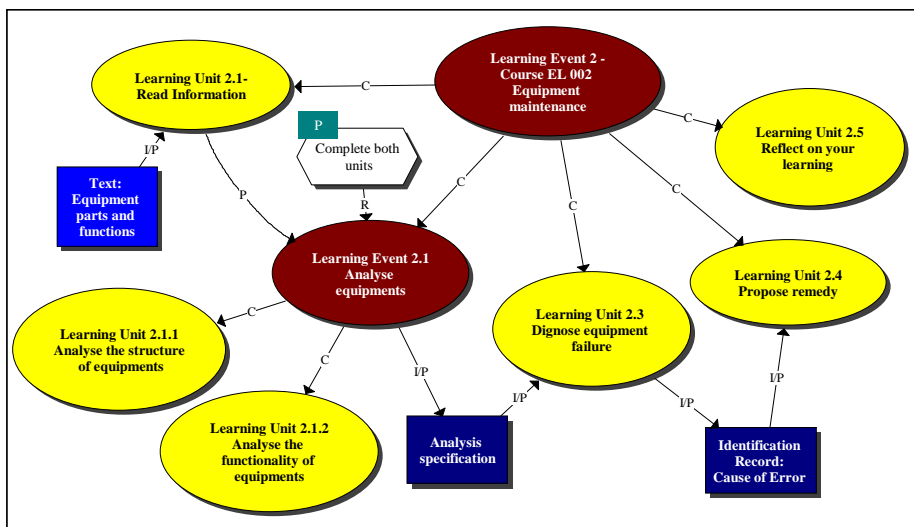 Learning Event 2 -
Course EL 002
Equipment
maintenance
Learning Unit 2.1-
Read Information
C
C
Learning Unit 2.5
Reflect on your
learning
P
Complete both
units
I/P
Text:
Equipment
parts and
functions
P
R
C
C
C
Learning Event 2.1
Analyse
equipments
Learning Unit 2.4
Propose remedy
Learning Unit 2.3
Dignose equipment
failure
C
Learning Unit 2.1.1
Analyse the structure
of equipments
C
I/P
I/P
I/P
I/P
Learning Unit 2.1.2
Analyse the
functionality of
equipments
Analysis
specification
Identification
Record:
Cause of Error